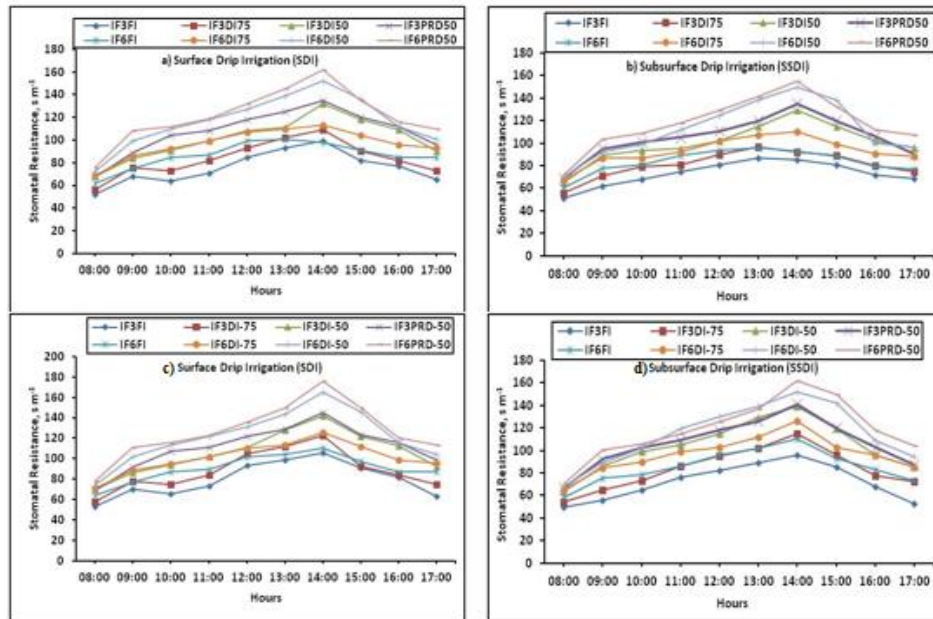 IF3FI IF3DI75 IF3DI50 IF3PRD50
IF6FI IF6DI75 IF6DI50 IF6PRD50
a) Surface Drip Irrigation (SDI)
Stomatal Resistance, s m⁻¹
180
160
140
120
100
80
60
40
20
0
08:00 09:00 10:00 11:00 12:00 13:00 14:00 15:00 16:00 17:00
Hours
IF3FI IF3DI75 IF3DI50 IF3PRD50
IF6FI IF6DI75 IF6DI50 IF6PRD50
b) Subsurface Drip Irrigation (SSDI)
Stomatal Resistance, s m⁻¹
180
160
140
120
100
80
60
40
20
0
08:00 09:00 10:00 11:00 12:00 13:00 14:00 15:00 16:00 17:00
Hours
IF3FI IF3DI-75 IF3DI-50 IF3PRD-50
IF6FI IF6DI-75 IF6DI-50 IF6PRD-50
c) Surface Drip Irrigation (SDI)
Stomatal Resistance, s m⁻¹
200
180
160
140
120
100
80
60
40
20
0
08:00 09:00 10:00 11:00 12:00 13:00 14:00 15:00 16:00 17:00
Hours
IF3FI IF3DI-75 IF3DI-50 IF3PRD-50
IF6FI IF6DI-75 IF6DI-50 IF6PRD-50
d) Subsurface Drip Irrigation (SSDI)
Stomatal Resistance, s m⁻¹
180
160
140
120
100
80
60
40
20
0
08:00 09:00 10:00 11:00 12:00 13:00 14:00 15:00 16:00 17:00
Hours